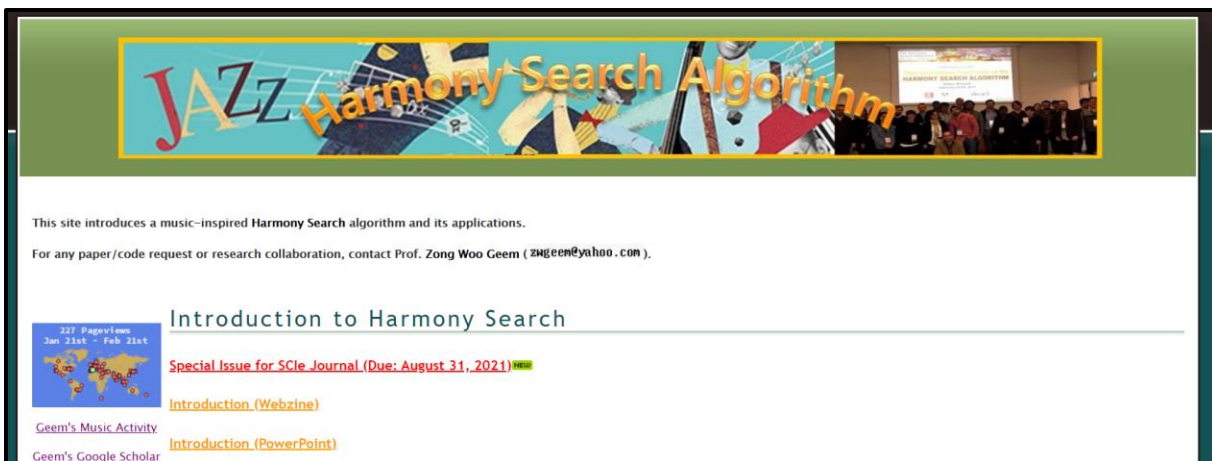 JAZZ Harmony Search Algorithm
HARMONY SEARCH ALGORITHM
This site introduces a music-inspired Harmony Search algorithm and its applications.
For any paper/code request or research collaboration, contact Prof. Zong Woo Geem ( zwgeem@yahoo.com ).
227 Pageviews
Jan 21st - Feb 21st
Geem's Music Activity
Geem's Google Scholar
Introduction to Harmony Search
Special Issue for SCIe Journal (Due: August 31, 2021) NEW
Introduction (Webzine)
Introduction (PowerPoint)